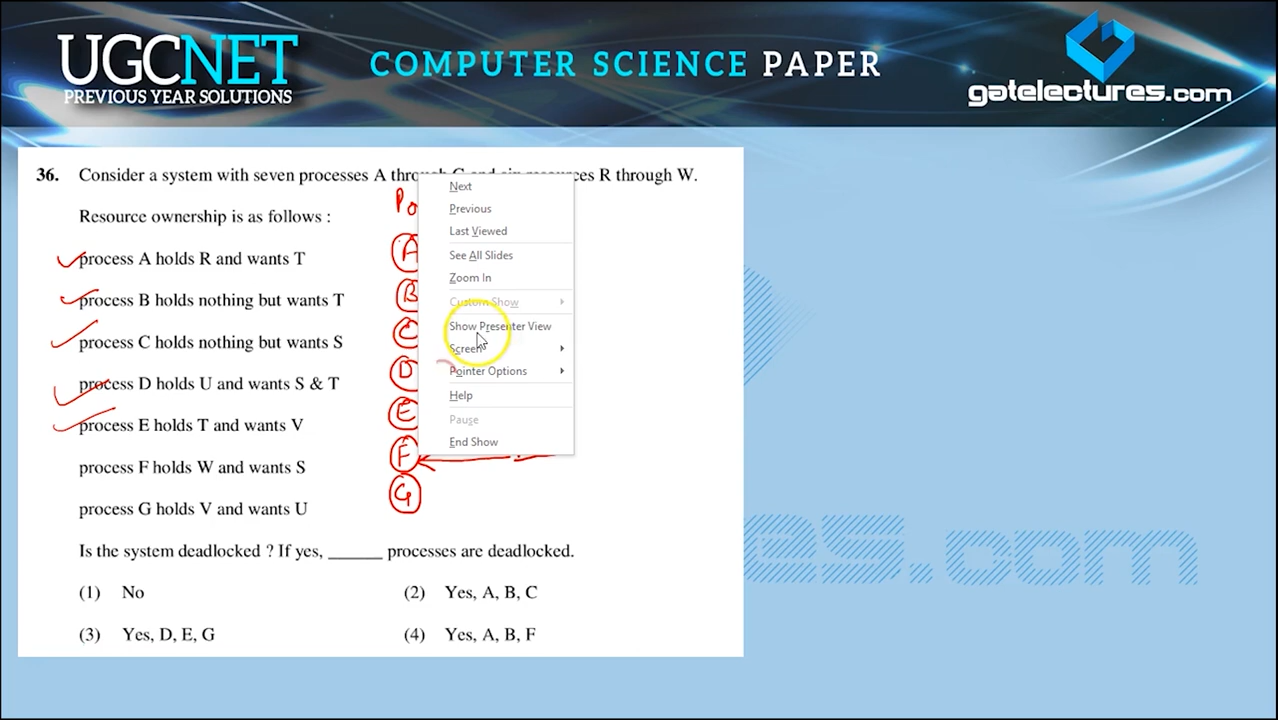 UGCNET
PREVIOUS YEAR SOLUTIONS
COMPUTER SCIENCE PAPER
gatelectures.com
36. Consider a system with seven processes A through G and six resources R through W.
Resource ownership is as follows :
process A holds R and wants T
process B holds nothing but wants T
process C holds nothing but wants S
process D holds U and wants S & T
process E holds T and wants V
process F holds W and wants S
process G holds V and wants U
Is the system deadlocked ? If yes, ______ processes are deadlocked.
(1) No
(2) Yes, A, B, C
(3) Yes, D, E, G
(4) Yes, A, B, F
A
B
C
D
E
F
G
Next
Previous
Last Viewed
See All Slides
Zoom In
Custom Show
Show Presenter View
Screen
Pointer Options
Help
Pause
End Show
es.com